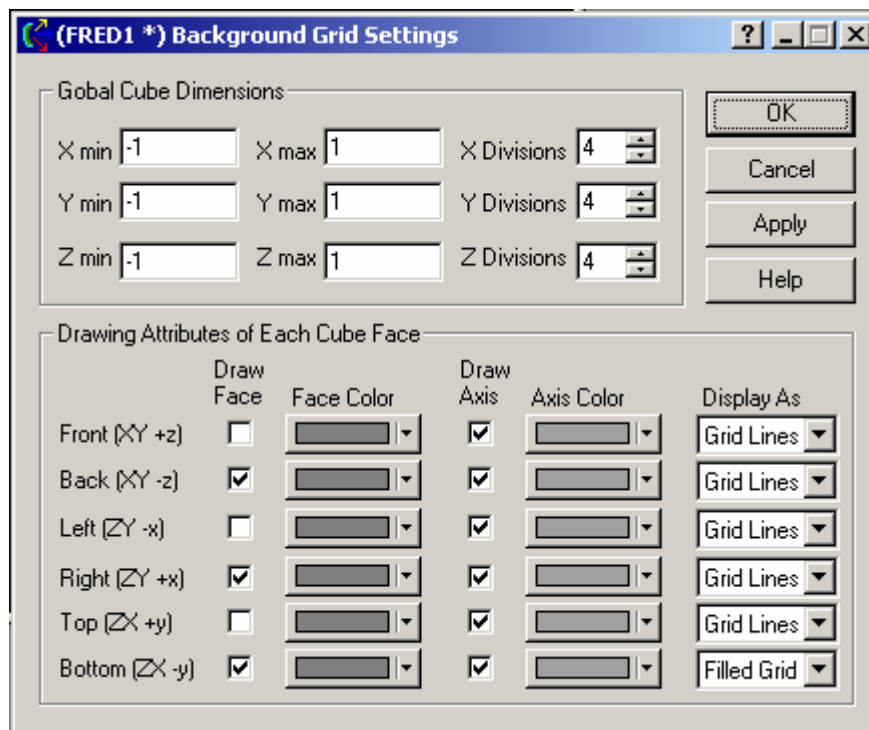 (FRED1 *) Background Grid Settings ?
Gobal Cube Dimensions
X min -1 X max 1 X Divisions 4
Y min -1 Y max 1 Y Divisions 4
Z min -1 Z max 1 Z Divisions 4
OK
Cancel
Apply
Help
Drawing Attributes of Each Cube Face
Draw Face Face Color Draw Axis Axis Color Display As
Front (XY +z) Grid Lines
Back (XY -z) Grid Lines
Left (ZY -x) Grid Lines
Right (ZY +x) Grid Lines
Top (ZX +y) Grid Lines
Bottom (ZX -y) Filled Grid